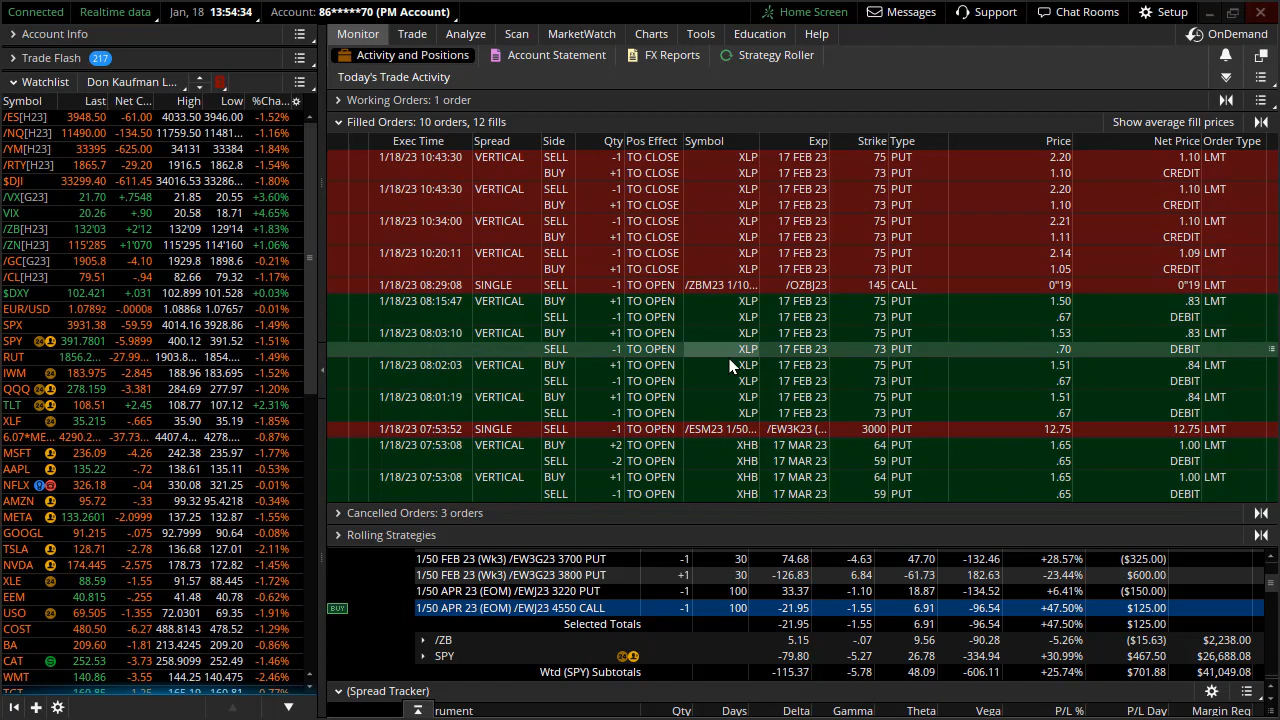 Connected Realtime data Jan, 18 13:54:34 Account: 86*****70 (PM Account) Home Screen Messages Support Chat Rooms Setup
Account Info
Trade Flash 217
Watchlist Don Kaufman L...
Symbol Last Net C... High Low %Cha...
/ES[H23] 3948.50 -61.00 4033.50 3946.00 -1.52%
/NQ[H23] 11490.00 -134.50 11759.50 11481... -1.16%
/YM[H23] 33395 -625.00 34131 33384 -1.84%
/RTY[H23] 1865.7 -29.20 1916.5 1862.8 -1.54%
$DJI 33299.40 -611.45 34016.53 33286... -1.80%
/VX[G23] 21.70 +.7548 21.85 20.55 +3.60%
VIX 20.26 +.90 20.58 18.71 +4.65%
/ZB[H23] 132'03 +2'12 132'09 129'14 +1.83%
/ZN[H23] 115'285 +1'070 115'295 114'160 +1.06%
/GC[G23] 1905.8 -4.10 1929.8 1898.6 -0.21%
/CL[H23] 79.51 -.94 82.66 79.32 -1.17%
$DXY 102.421 +.031 102.899 101.528 +0.03%
EUR/USD 1.07892 -.00008 1.08868 1.07657 -0.01%
SPX 3931.38 -59.59 4014.16 3928.86 -1.49%
SPY 391.7801 -5.9899 400.12 391.52 -1.51%
RUT 1856.2... -27.99... 1903.8... 1854... -1.49%
IWM 183.975 -2.845 188.96 183.695 -1.52%
QQQ 278.159 -3.381 284.69 277.97 -1.20%
TLT 108.51 +2.45 108.77 107.12 +2.31%
XLF 35.215 -.665 35.90 35.19 -1.85%
6.07*ME... 4290.2... -37.73... 4407.4... 4278.... -0.87%
MSFT 236.09 -4.26 242.38 235.97 -1.77%
AAPL 135.22 -.72 138.61 135.11 -0.53%
NFLX 326.18 -.04 330.08 321.25 -0.01%
AMZN 95.72 -.33 99.32 95.4218 -0.34%
META 133.2601 -2.0999 137.25 132.87 -1.55%
GOOGL 91.215 -.075 92.7999 90.64 -0.08%
TSLA 128.71 -2.78 136.68 127.01 -2.11%
NVDA 174.445 -2.575 178.73 172.82 -1.45%
XLE 88.59 -1.55 91.57 88.445 -1.72%
EEM 40.815 -.255 41.68 40.78 -0.62%
USO 69.505 -1.355 72.0301 69.35 -1.91%
COST 480.50 -6.27 488.8143 478.52 -1.29%
BA 209.60 -1.81 213.4245 209.20 -0.86%
CAT 252.53 -3.73 258.9099 252.49 -1.46%
WMT 140.86 -3.55 144.25 140.475 -2.46%
TGT 160.85 -1.25 165.19 160.81 -0.77%
Monitor Trade Analyze Scan MarketWatch Charts Tools Education Help OnDemand
Activity and Positions Account Statement FX Reports Strategy Roller
Today's Trade Activity
Working Orders: 1 order
Filled Orders: 10 orders, 12 fills Show average fill prices
Exec Time Spread Side Qty Pos Effect Symbol Exp Strike Type Price Net Price Order Type
1/18/23 10:43:30 VERTICAL SELL -1 TO CLOSE XLP 17 FEB 23 75 PUT 2.20 1.10 LMT
BUY +1 TO CLOSE XLP 17 FEB 23 73 PUT 1.10 CREDIT
1/18/23 10:43:30 VERTICAL SELL -1 TO CLOSE XLP 17 FEB 23 75 PUT 2.20 1.10 LMT
BUY +1 TO CLOSE XLP 17 FEB 23 73 PUT 1.10 CREDIT
1/18/23 10:34:00 VERTICAL SELL -1 TO CLOSE XLP 17 FEB 23 75 PUT 2.21 1.10 LMT
BUY +1 TO CLOSE XLP 17 FEB 23 73 PUT 1.11 CREDIT
1/18/23 10:20:11 VERTICAL SELL -1 TO CLOSE XLP 17 FEB 23 75 PUT 2.14 1.09 LMT
BUY +1 TO CLOSE XLP 17 FEB 23 73 PUT 1.05 CREDIT
1/18/23 08:29:08 SINGLE SELL -1 TO OPEN /ZBM23 1/10... /OZBJ23 145 CALL 0"19 0"19 LMT
1/18/23 08:15:47 VERTICAL BUY +1 TO OPEN XLP 17 FEB 23 75 PUT 1.50 .83 LMT
SELL -1 TO OPEN XLP 17 FEB 23 73 PUT .67 DEBIT
1/18/23 08:03:10 VERTICAL BUY +1 TO OPEN XLP 17 FEB 23 75 PUT 1.53 .83 LMT
SELL -1 TO OPEN XLP 17 FEB 23 73 PUT .70 DEBIT
1/18/23 08:02:03 VERTICAL BUY +1 TO OPEN XLP 17 FEB 23 75 PUT 1.51 .84 LMT
SELL -1 TO OPEN XLP 17 FEB 23 73 PUT .67 DEBIT
1/18/23 08:01:19 VERTICAL BUY +1 TO OPEN XLP 17 FEB 23 75 PUT 1.51 .84 LMT
SELL -1 TO OPEN XLP 17 FEB 23 73 PUT .67 DEBIT
1/18/23 07:53:52 SINGLE SELL -1 TO OPEN /ESM23 1/50... /EW3K23 (... 3000 PUT 12.75 12.75 LMT
1/18/23 07:53:08 VERTICAL BUY +2 TO OPEN XHB 17 MAR 23 64 PUT 1.65 1.00 LMT
SELL -2 TO OPEN XHB 17 MAR 23 59 PUT .65 DEBIT
1/18/23 07:53:08 VERTICAL BUY +1 TO OPEN XHB 17 MAR 23 64 PUT 1.65 1.00 LMT
SELL -1 TO OPEN XHB 17 MAR 23 59 PUT .65 DEBIT
Cancelled Orders: 3 orders
Rolling Strategies
1/50 FEB 23 (Wk3) /EW3G23 3700 PUT -1 30 74.68 -4.63 47.70 -132.46 +28.57% ($325.00)
1/50 FEB 23 (Wk3) /EW3G23 3800 PUT +1 30 -126.83 6.84 -61.73 182.63 -23.44% $600.00
1/50 APR 23 (EOM) /EWJ23 3220 PUT -1 100 33.37 -1.10 18.87 -134.52 +6.41% ($150.00)
BUY 1/50 APR 23 (EOM) /EWJ23 4550 CALL -1 100 -21.95 -1.55 6.91 -96.54 +47.50% $125.00
Selected Totals -21.95 -1.55 6.91 -96.54 +47.50% $125.00
/ZB 5.15 -.07 9.56 -90.28 -5.26% ($15.63) $2,238.00
SPY -79.80 -5.27 26.78 -334.94 +30.99% $467.50 $26,688.08
Wtd (SPY) Subtotals -115.37 -5.78 48.09 -606.11 +25.74% $701.88 $41,049.08
(Spread Tracker)
rument Qty Days Delta Gamma Theta Vega P/L % P/L Day Margin Req